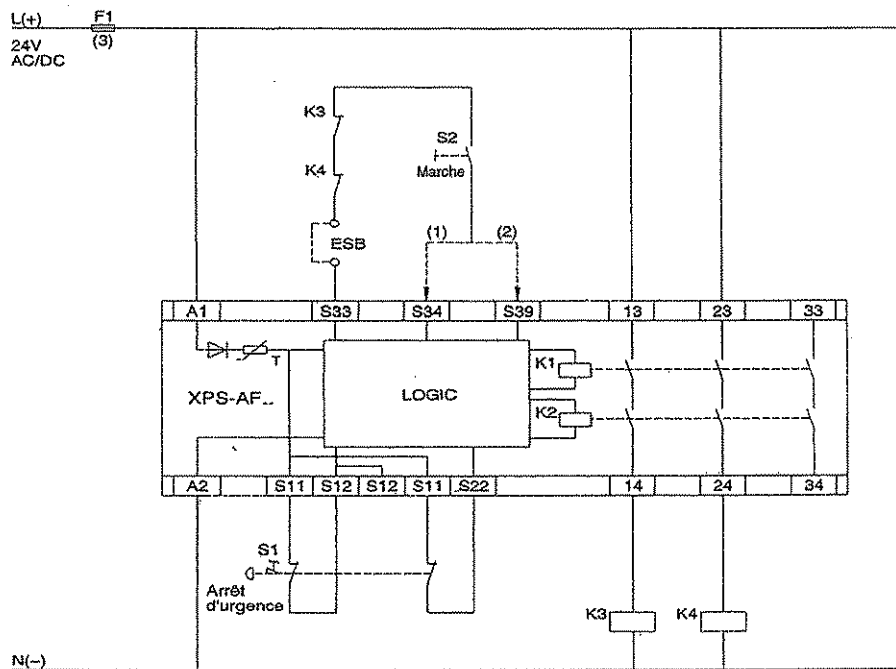 L(+) F1
(3)
24V
AC/DC
K3
S2
K4
Marche
(1) (2)
ESB
A1 S33 S34 S39 13 23 33
T
K1
XPS-AF..
LOGIC
K2
A2 S11 S12 S12 S11 S22 14 24 34
S1
Arrêt
d'urgence
K3 K4
N(-)